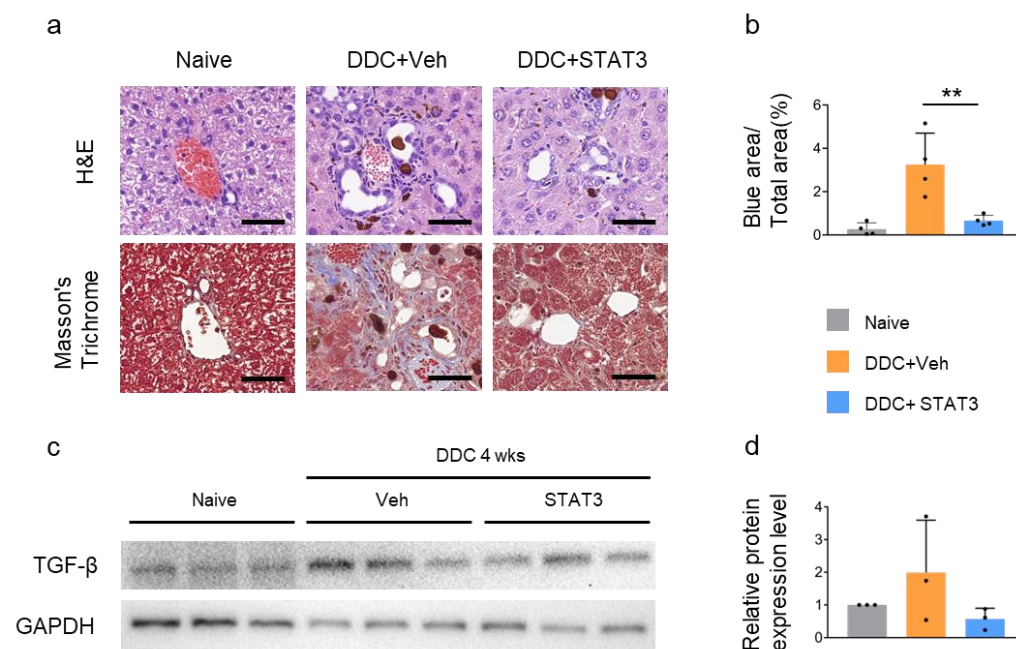 a
Naive
DDC+Veh
DDC+STAT3
H&E
Masson's
Trichrome
b
6
4
2
0
Blue area/
Total area(%)
**
Naive
DDC+Veh
DDC+ STAT3
c
DDC 4 wks
Naive
Veh
STAT3
TGF-β
GAPDH
d
4
3
2
1
0
Relative protein
expression level